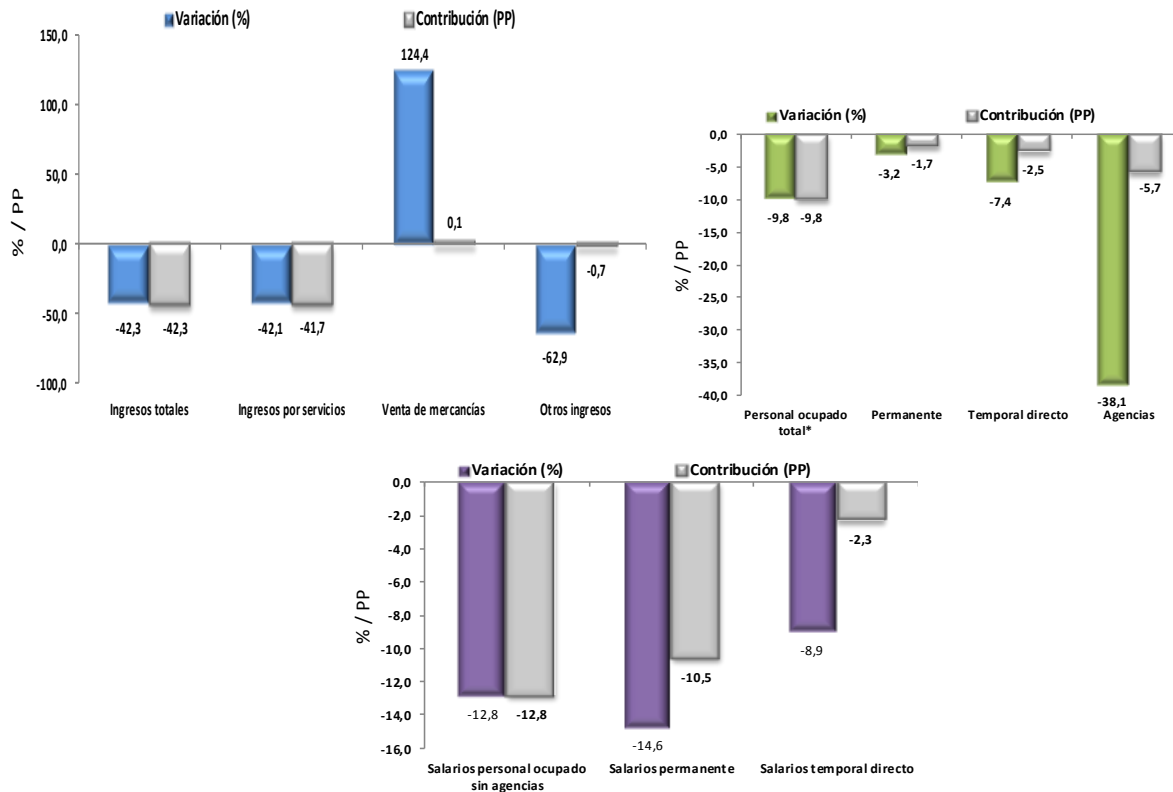 Variación (%)
Contribución (PP)
% / PP
150,0
100,0
50,0
0,0
-50,0
-100,0
124,4
0,1
-0,7
-42,3
-42,3
-42,1
-41,7
-62,9
Ingresos totales
Ingresos por servicios
Venta de mercancías
Otros ingresos
Variación (%)
Contribución (PP)
% / PP
0,0
-5,0
-10,0
-15,0
-20,0
-25,0
-30,0
-35,0
-40,0
-9,8
-9,8
-3,2
-1,7
-7,4
-2,5
-38,1
-5,7
Personal ocupado
total*
Permanente
Temporal directo
Agencias
Variación (%)
Contribución (PP)
% / PP
0,0
-2,0
-4,0
-6,0
-8,0
-10,0
-12,0
-14,0
-16,0
-12,8
-12,8
-14,6
-10,5
-8,9
-2,3
Salarios personal ocupado
sin agencias
Salarios permanente
Salarios temporal directo